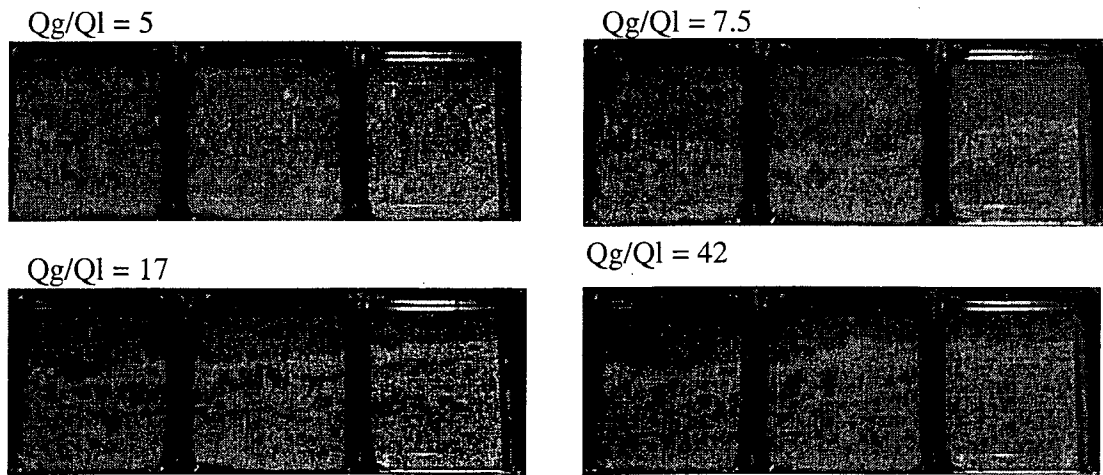 Qg/Ql = 5
Qg/Ql = 7.5
Qg/Ql = 17
Qg/Ql = 42